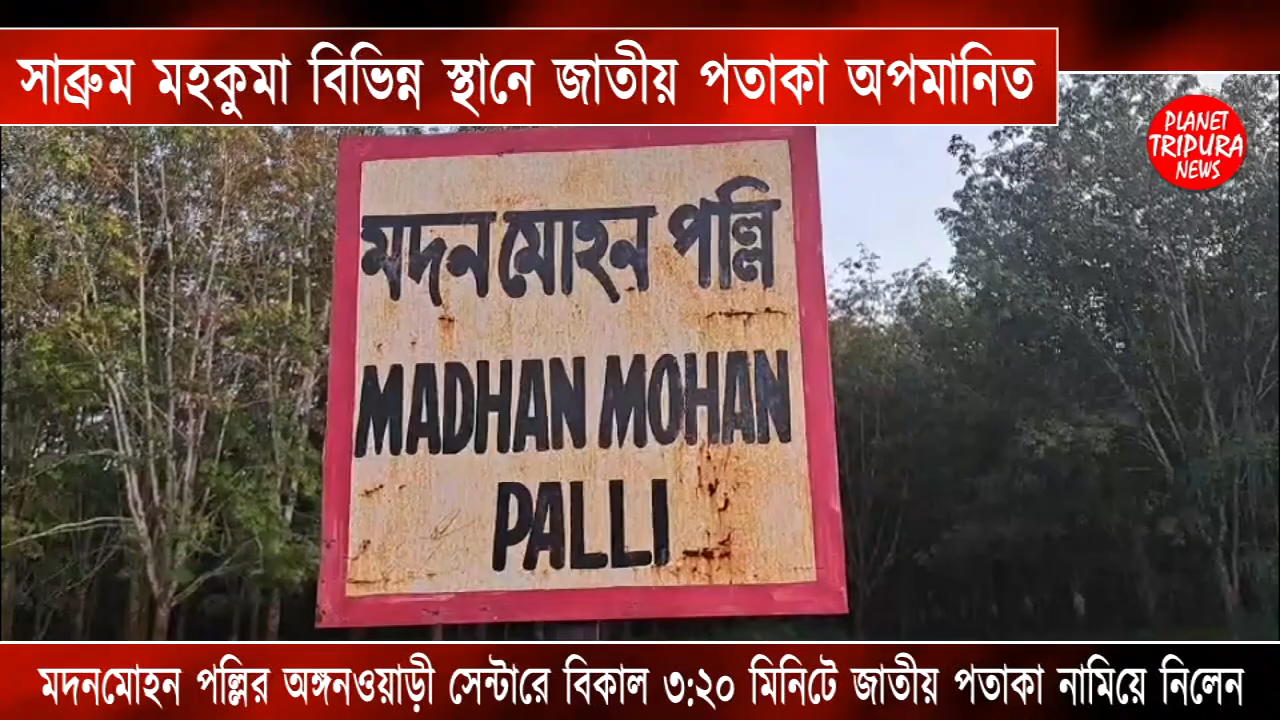 সাব্রুম মহকুমা বিভিন্ন স্থানে জাতীয় পতাকা অপমানিত
PLANET
TRIPURA
NEWS
মদন মোহন পল্লি
MADHAN MOHAN
PALLI
মদনমোহন পল্লির অঙ্গনওয়াড়ী সেন্টারে বিকাল ৩:২০ মিনিটে জাতীয় পতাকা নামিয়ে নিলেন